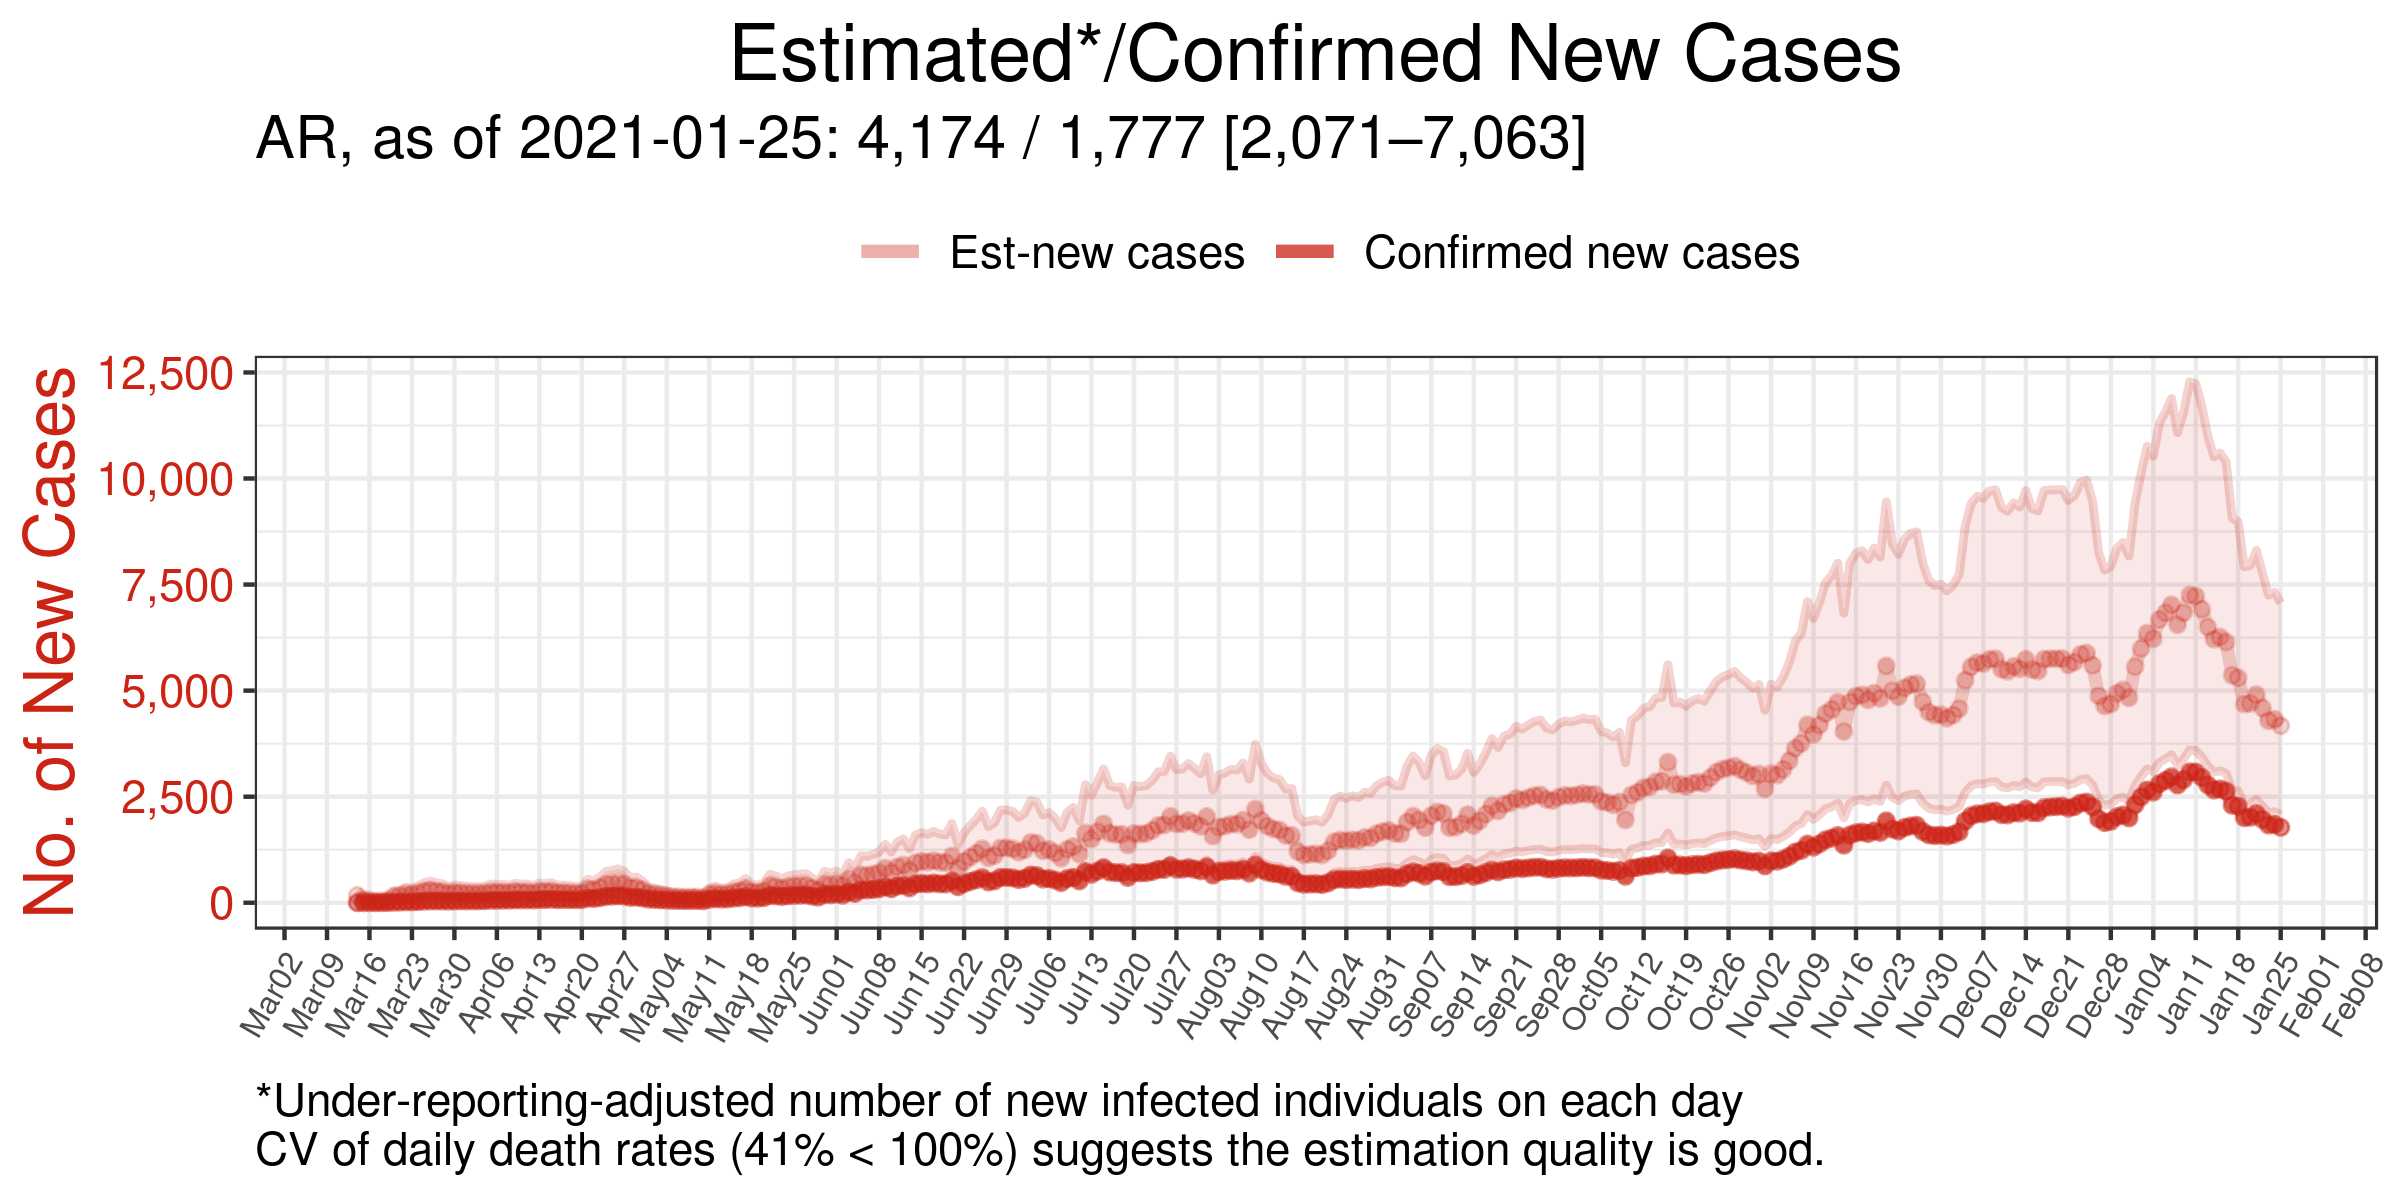 Estimated*/Confirmed New Cases
AR, as of 2021-01-25: 4,174 / 1,777 [2,071–7,063]
Est-new cases Confirmed new cases
No. of New Cases
12,500
10,000
7,500
5,000
2,500
0
Mar02 Mar09 Mar16 Mar23 Mar30 Apr06 Apr13 Apr20 Apr27 May04 May11 May18 May25 Jun01 Jun08 Jun15 Jun22 Jun29 Jul06 Jul13 Jul20 Jul27 Aug03 Aug10 Aug17 Aug24 Aug31 Sep07 Sep14 Sep21 Sep28 Oct05 Oct12 Oct19 Oct26 Nov02 Nov09 Nov16 Nov23 Nov30 Dec07 Dec14 Dec21 Dec28 Jan04 Jan11 Jan18 Jan25 Feb01 Feb08
*Under-reporting-adjusted number of new infected individuals on each day
CV of daily death rates (41% < 100%) suggests the estimation quality is good.